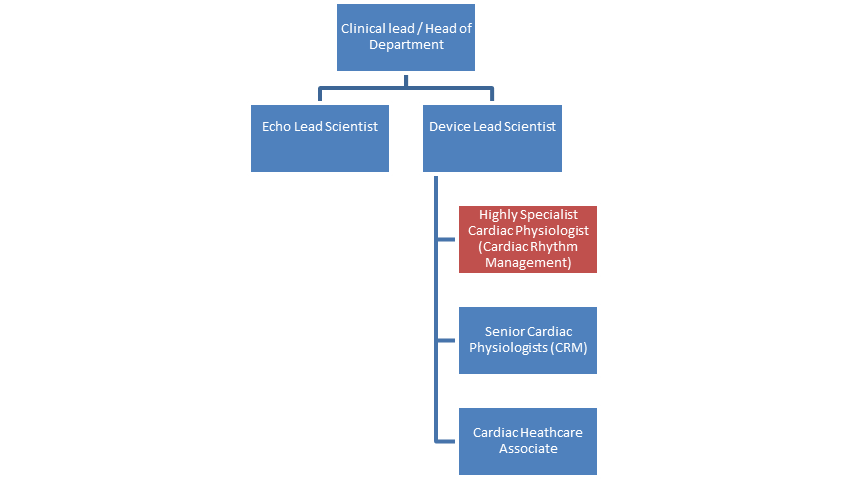 Clinical lead / Head of
Department
Echo Lead Scientist
Device Lead Scientist
Highly Specialist
Cardiac Physiologist
(Cardiac Rhythm
Management)
Senior Cardiac
Physiologists (CRM)
Cardiac Heathcare
Associate